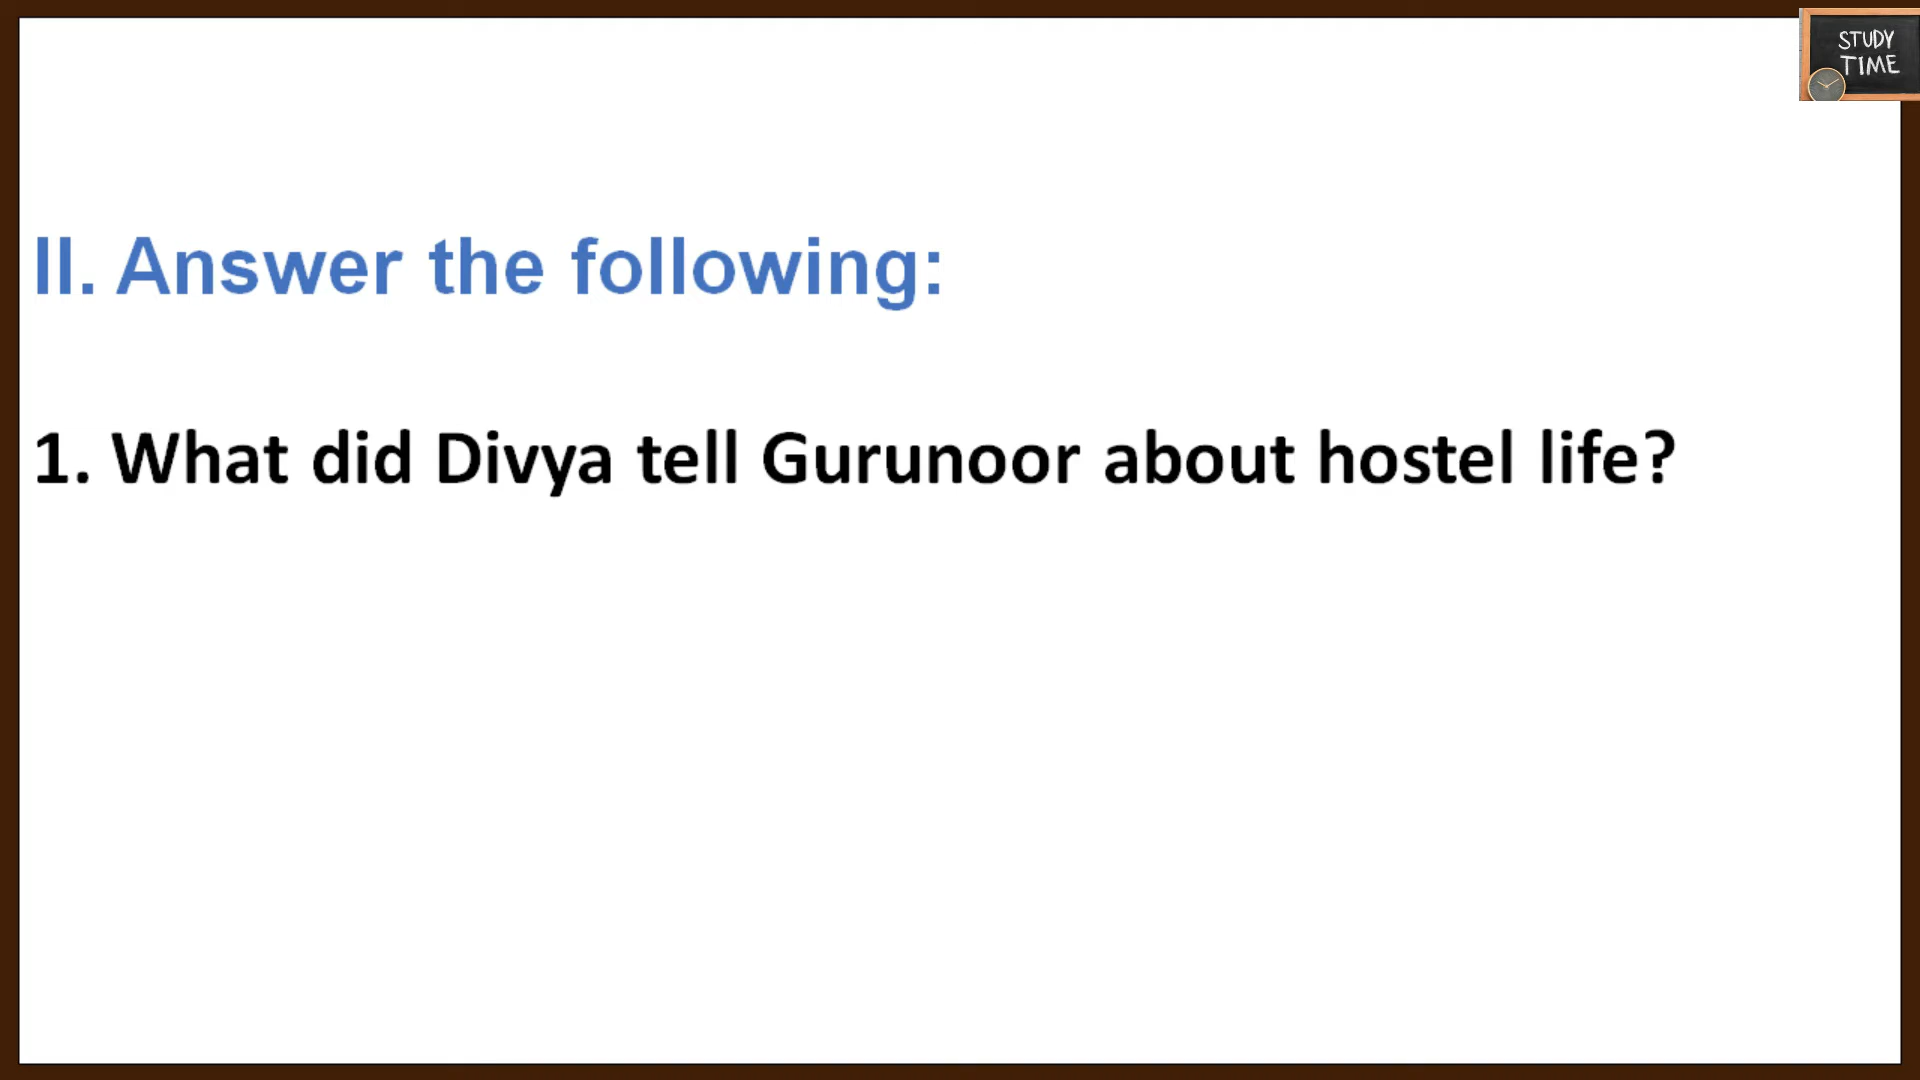 STUDY
TIME
II. Answer the following:
1. What did Divya tell Gurunoor about hostel life?